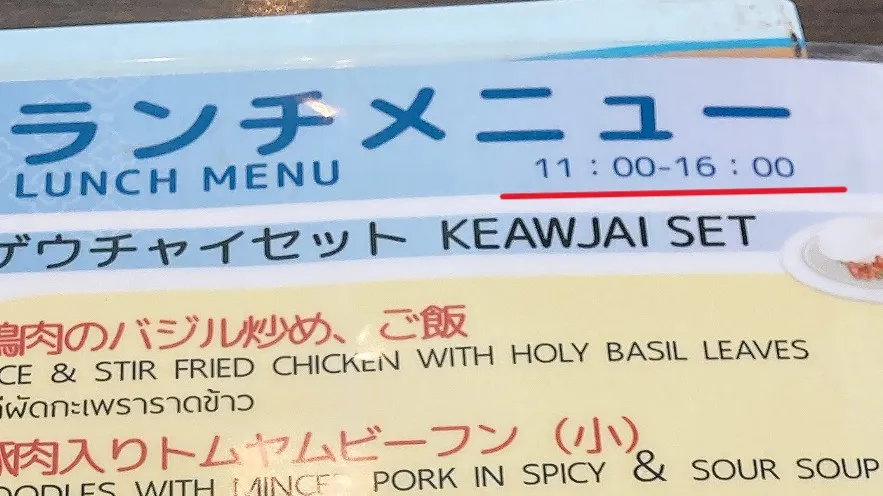 ランチメニュー
LUNCH MENU 11：00-16：00
ゲウチャイセット KEAWJAI SET
鶏肉のバジル炒め、ご飯
& STIR FRIED CHICKEN WITH HOLY BASIL LEAVES
ผัดกะเพราราดข้าว
豚肉入りトムヤムビーフン（小）
WITH MINCE PORK IN SPICY & SOUR SOUP